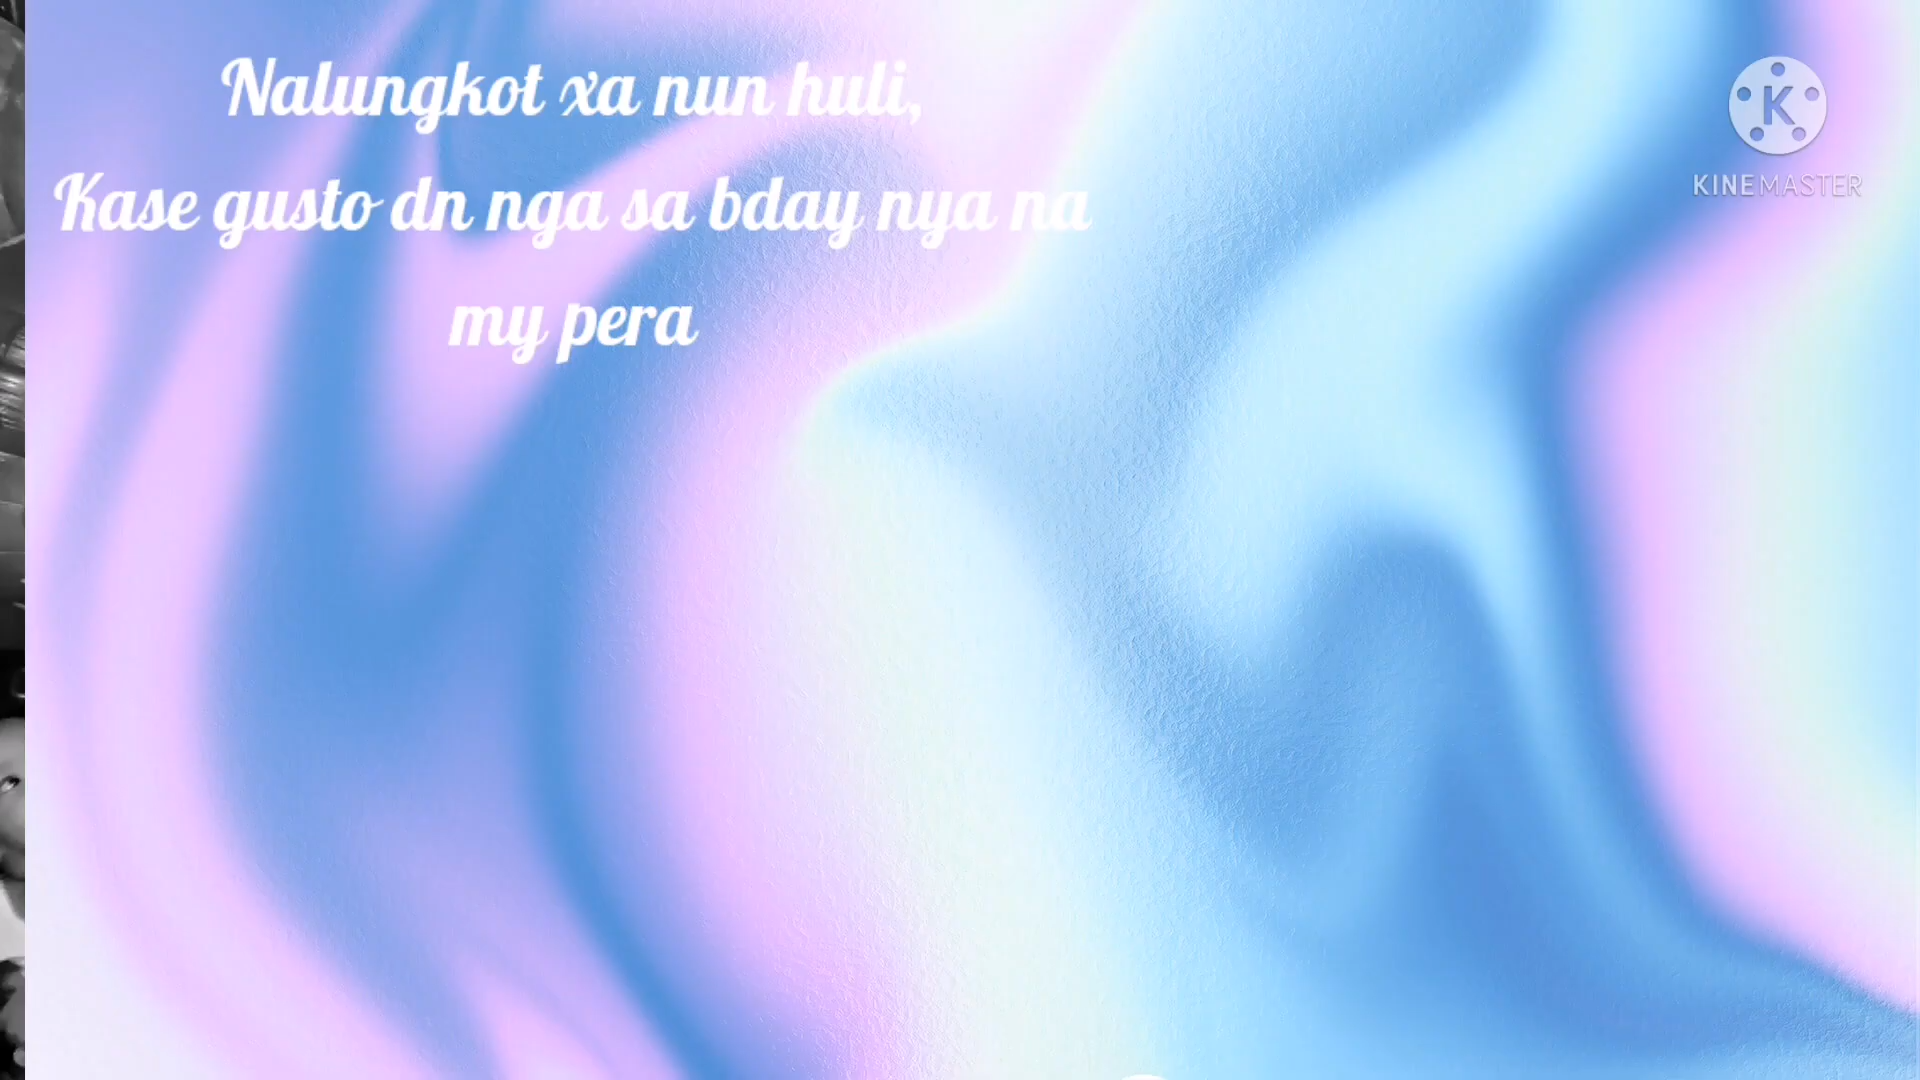 Nalungkot xa nun huli,
Kase gusto dn nga sa bday nya na
my pera
K
KINEMASTER